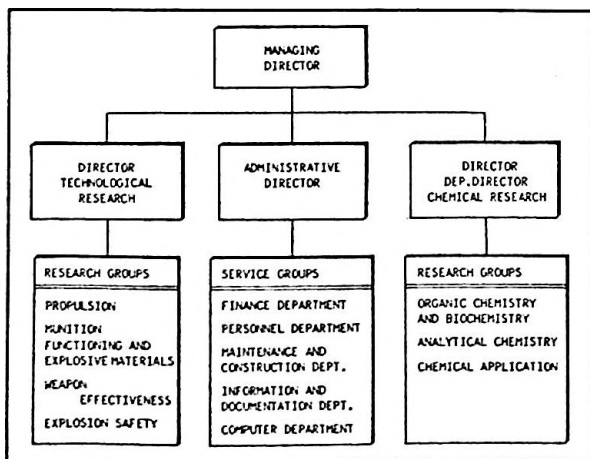 MANAGING
DIRECTOR
DIRECTOR
TECHNOLOGICAL
RESEARCH
ADMINISTRATIVE
DIRECTOR
DIRECTOR
DEP.DIRECTOR
CHEMICAL RESEARCH
RESEARCH GROUPS
PROPULSION
MUNITION
FUNCTIONING AND
EXPLOSIVE MATERIALS
WEAPON
EFFECTIVENESS
EXPLOSION SAFETY
SERVICE GROUPS
FINANCE DEPARTMENT
PERSONNEL DEPARTMENT
MAINTENANCE AND
CONSTRUCTION DEPT.
INFORMATION AND
DOCUMENTATION DEPT.
COMPUTER DEPARTMENT
RESEARCH GROUPS
ORGANIC CHEMISTRY
AND BIOCHEMISTRY
ANALYTICAL CHEMISTRY
CHEMICAL APPLICATION